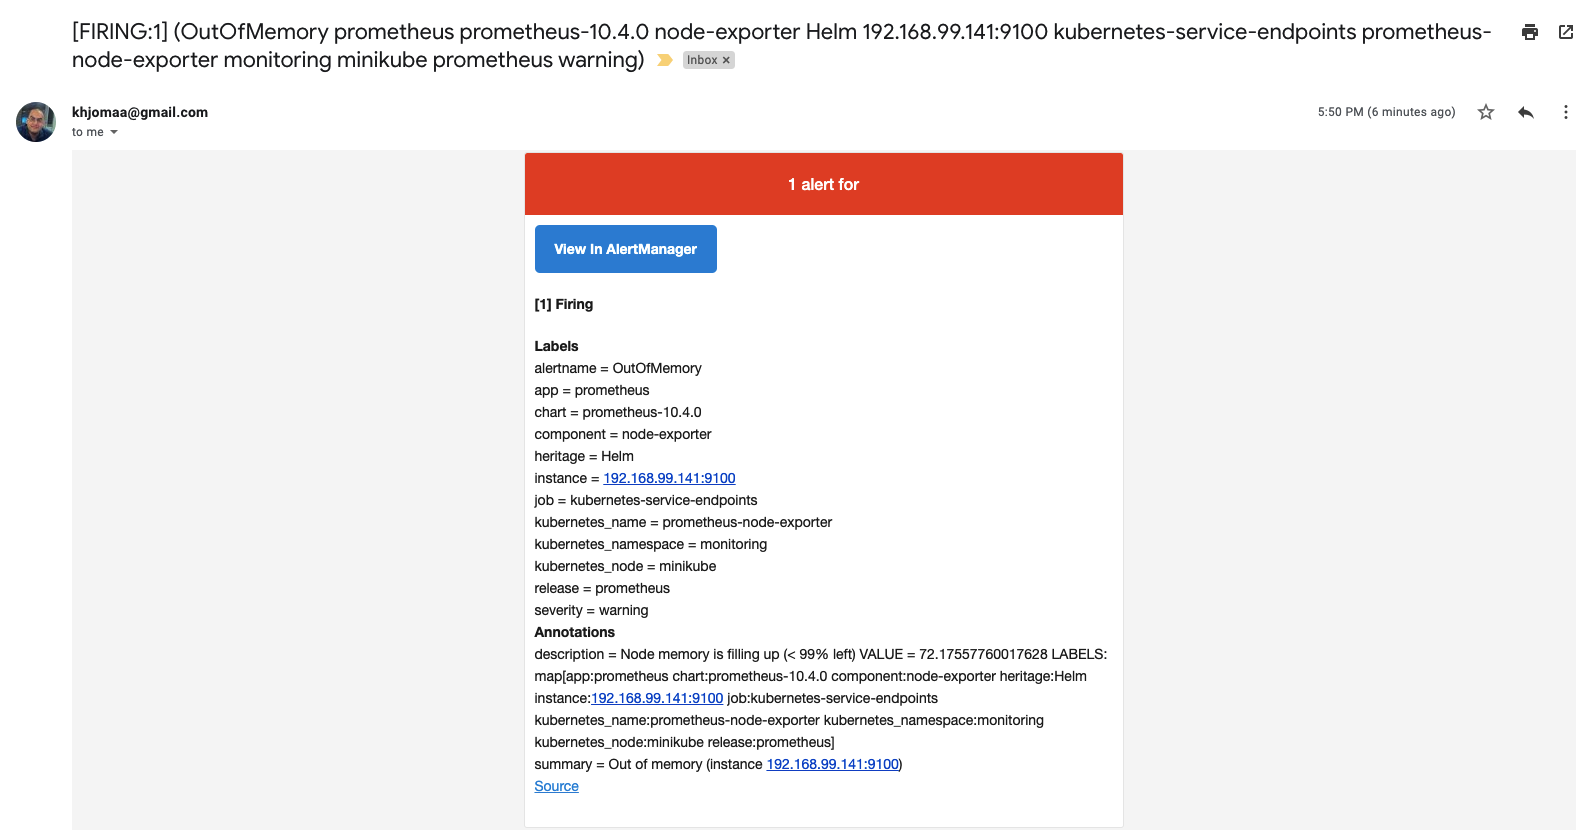 [FIRING:1] (OutOfMemory prometheus prometheus-10.4.0 node-exporter Helm 192.168.99.141:9100 kubernetes-service-endpoints prometheus-
node-exporter monitoring minikube prometheus warning) Inbox ×
khjomaa@gmail.com
5:50 PM (6 minutes ago)
to me
1 alert for
View In AlertManager
[1] Firing
Labels
alertname = OutOfMemory
app = prometheus
chart = prometheus-10.4.0
component = node-exporter
heritage = Helm
instance = 192.168.99.141:9100
job = kubernetes-service-endpoints
kubernetes_name = prometheus-node-exporter
kubernetes_namespace = monitoring
kubernetes_node = minikube
release = prometheus
severity = warning
Annotations
description = Node memory is filling up (< 99% left) VALUE = 72.17557760017628 LABELS:
map[app:prometheus chart:prometheus-10.4.0 component:node-exporter heritage:Helm
instance:192.168.99.141:9100 job:kubernetes-service-endpoints
kubernetes_name:prometheus-node-exporter kubernetes_namespace:monitoring
kubernetes_node:minikube release:prometheus]
summary = Out of memory (instance 192.168.99.141:9100)
Source